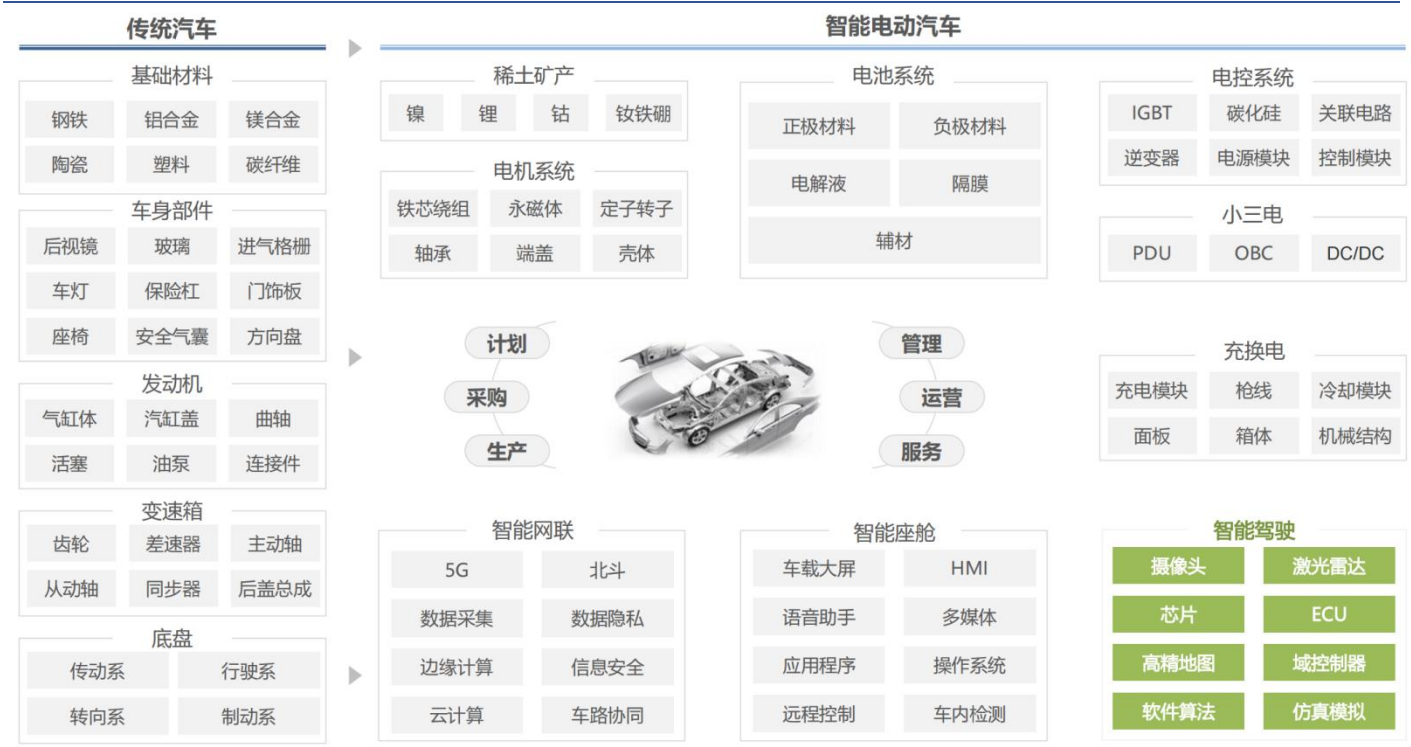 传统汽车
基础材料
钢铁 铝合金 镁合金
陶瓷 塑料 碳纤维
车身部件
后视镜 玻璃 进气格栅
车灯 保险杠 门饰板
座椅 安全气囊 方向盘
发动机
气缸体 汽缸盖 曲轴
活塞 油泵 连接件
变速箱
齿轮 差速器 主动轴
从动轴 同步器 后盖总成
底盘
传动系 行驶系
转向系 制动系
智能电动汽车
稀土矿产
镍 锂 钴 钕铁硼
电机系统
铁芯绕组 永磁体 定子转子
轴承 端盖 壳体
电池系统
正极材料 负极材料
电解液 隔膜
辅材
电控系统
IGBT 碳化硅 关联电路
逆变器 电源模块 控制模块
小三电
PDU OBC DC/DC
计划
采购
生产
管理
运营
服务
充换电
充电模块 枪线 冷却模块
面板 箱体 机械结构
智能网联
5G 北斗
数据采集 数据隐私
边缘计算 信息安全
云计算 车路协同
智能座舱
车载大屏 HMI
语音助手 多媒体
应用程序 操作系统
远程控制 车内检测
智能驾驶
摄像头 激光雷达
芯片 ECU
高精地图 域控制器
软件算法 仿真模拟